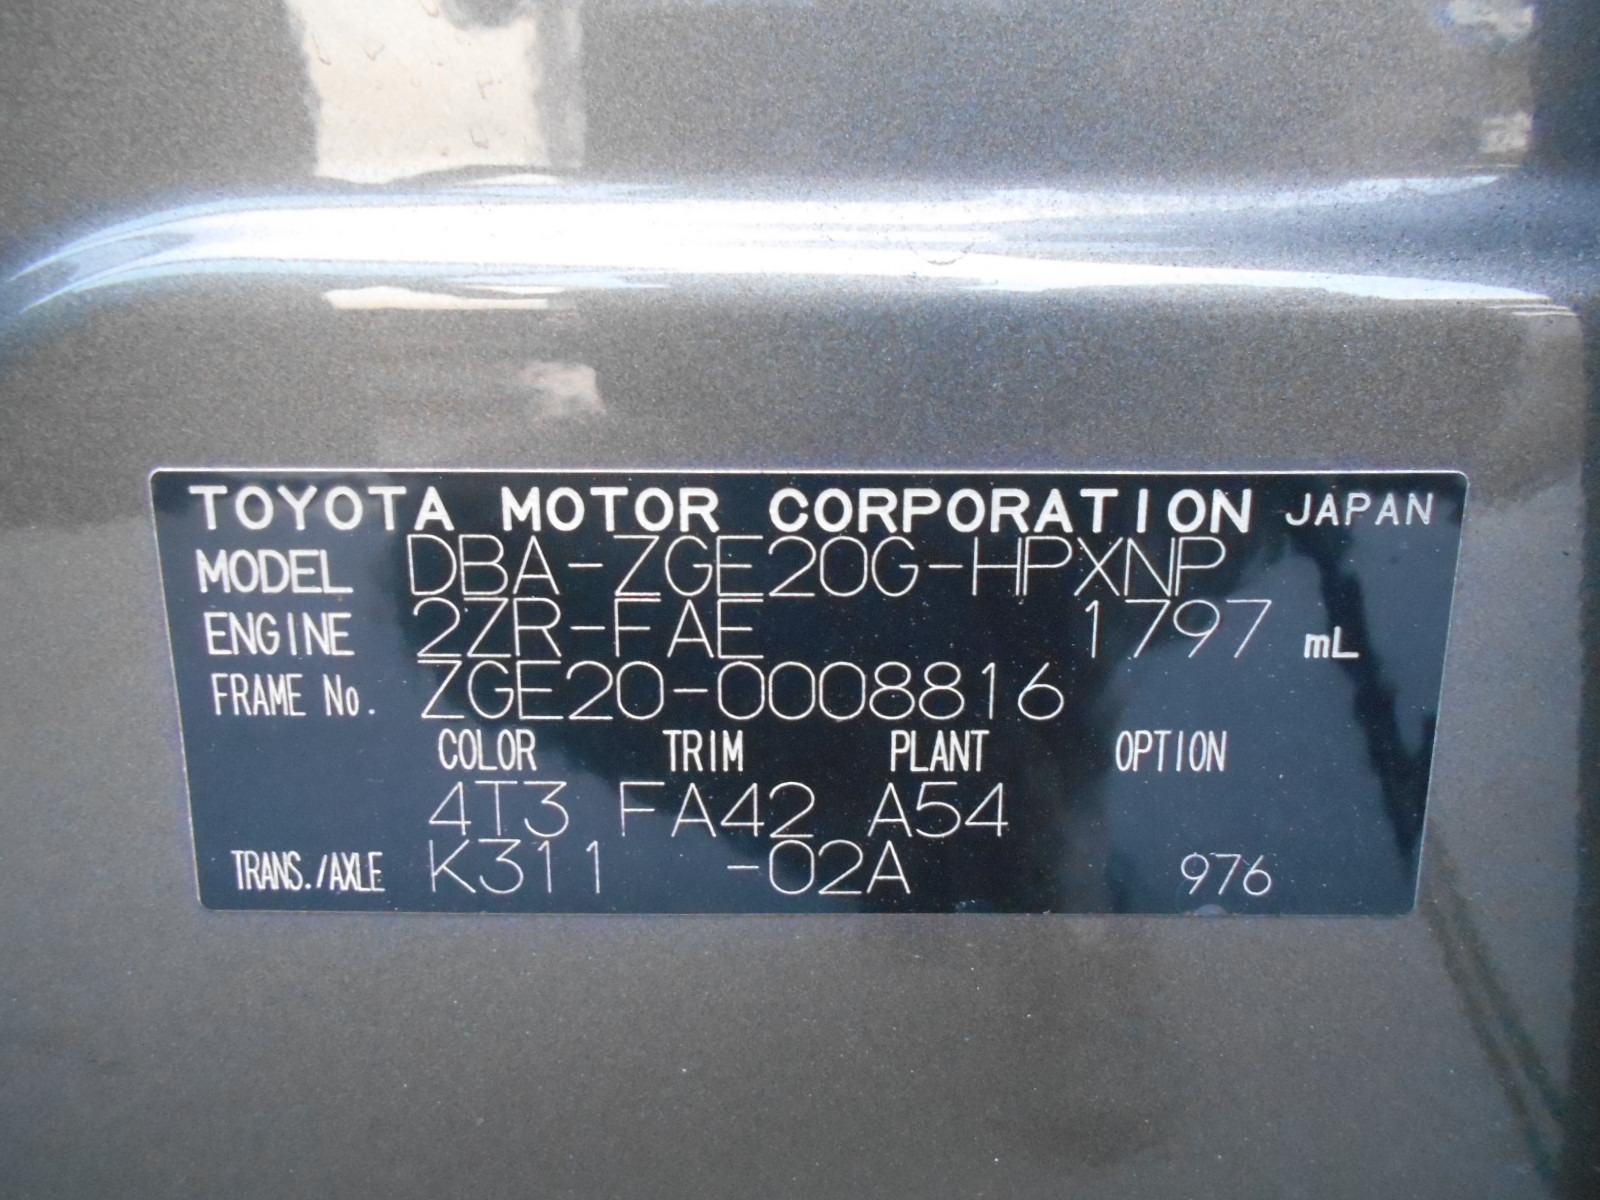 TOYOTA MOTOR CORPORATION JAPAN
MODEL DBA-ZGE20G-HPXNP
ENGINE 2ZR-FAE 1797 mL
FRAME No. ZGE20-0008816
COLOR TRIM PLANT OPTION
4T3 FA42 A54
TRANS./AXLE K311 -02A 976